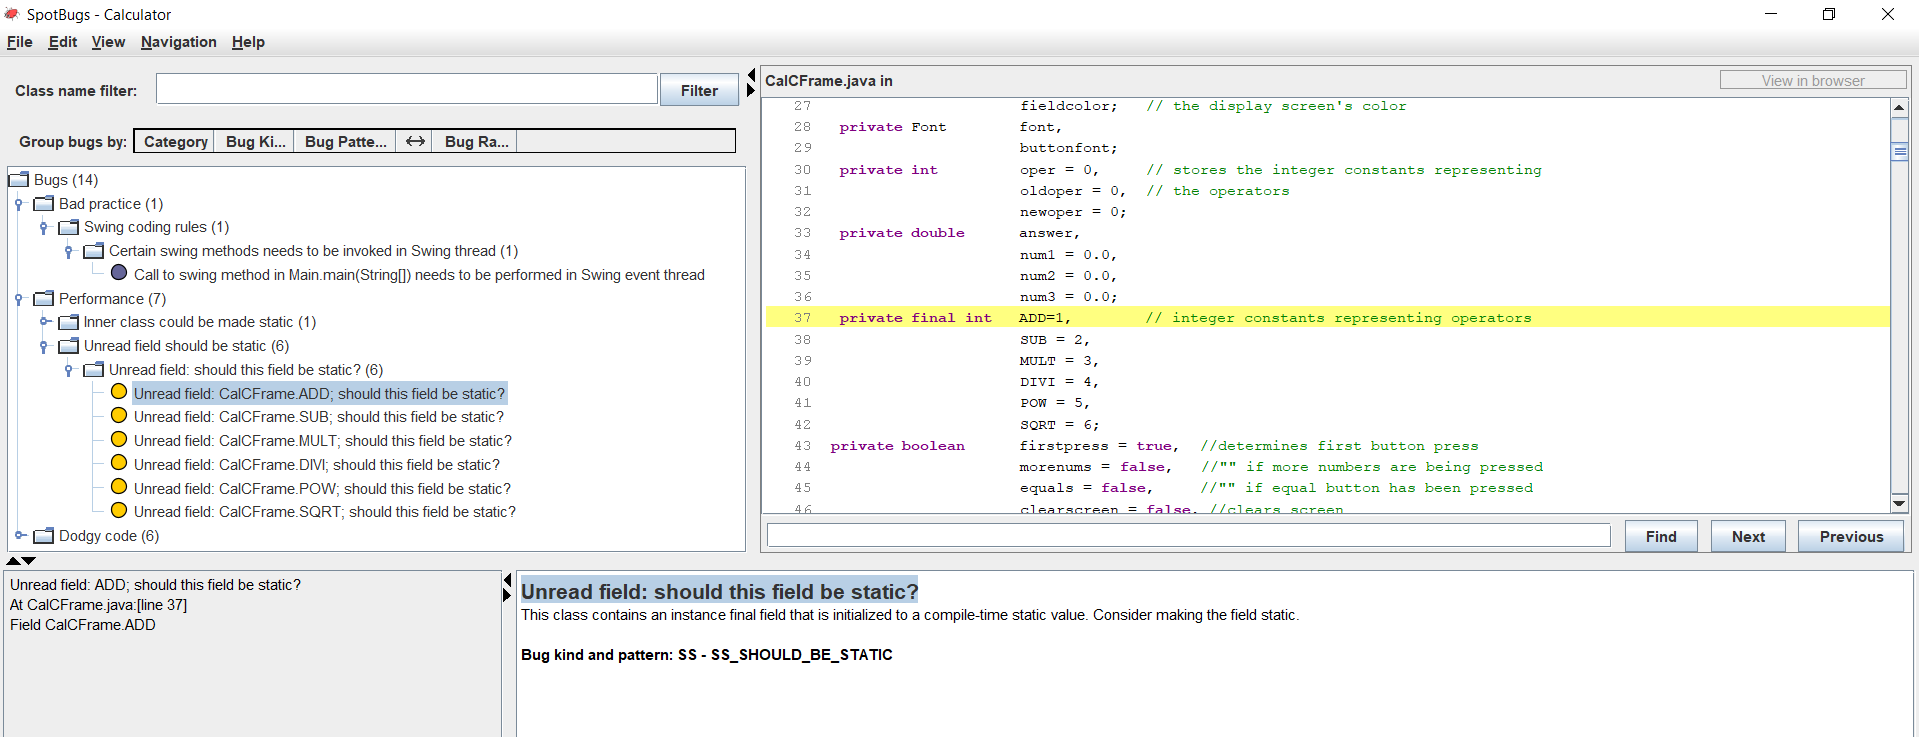 SpotBugs - Calculator
File Edit View Navigation Help
Class name filter: Filter
Group bugs by: Category Bug Ki... Bug Patte... Bug Ra...
Bugs (14)
Bad practice (1)
Swing coding rules (1)
Certain swing methods needs to be invoked in Swing thread (1)
Call to swing method in Main.main(String[]) needs to be performed in Swing event thread
Performance (7)
Inner class could be made static (1)
Unread field should be static (6)
Unread field: should this field be static? (6)
Unread field: CalCFrame.ADD; should this field be static?
Unread field: CalCFrame.SUB; should this field be static?
Unread field: CalCFrame.MULT; should this field be static?
Unread field: CalCFrame.DIVI; should this field be static?
Unread field: CalCFrame.POW; should this field be static?
Unread field: CalCFrame.SQRT; should this field be static?
Dodgy code (6)
CalCFrame.java in View in browser
27 fieldcolor; // the display screen's color
28 private Font font,
29 buttonfont;
30 private int oper = 0, // stores the integer constants representing
31 oldoper = 0, // the operators
32 newoper = 0;
33 private double answer,
34 num1 = 0.0,
35 num2 = 0.0,
36 num3 = 0.0;
37 private final int ADD=1, // integer constants representing operators
38 SUB = 2,
39 MULT = 3,
40 DIVI = 4,
41 POW = 5,
42 SQRT = 6;
43 private boolean firstpress = true, //determines first button press
44 morenums = false, //"" if more numbers are being pressed
45 equals = false, //"" if equal button has been pressed
46 clearscreen = false, //clears screen
Find Next Previous
Unread field: ADD; should this field be static?
At CalCFrame.java:[line 37]
Field CalCFrame.ADD
Unread field: should this field be static?
This class contains an instance final field that is initialized to a compile-time static value. Consider making the field static.
Bug kind and pattern: SS - SS_SHOULD_BE_STATIC